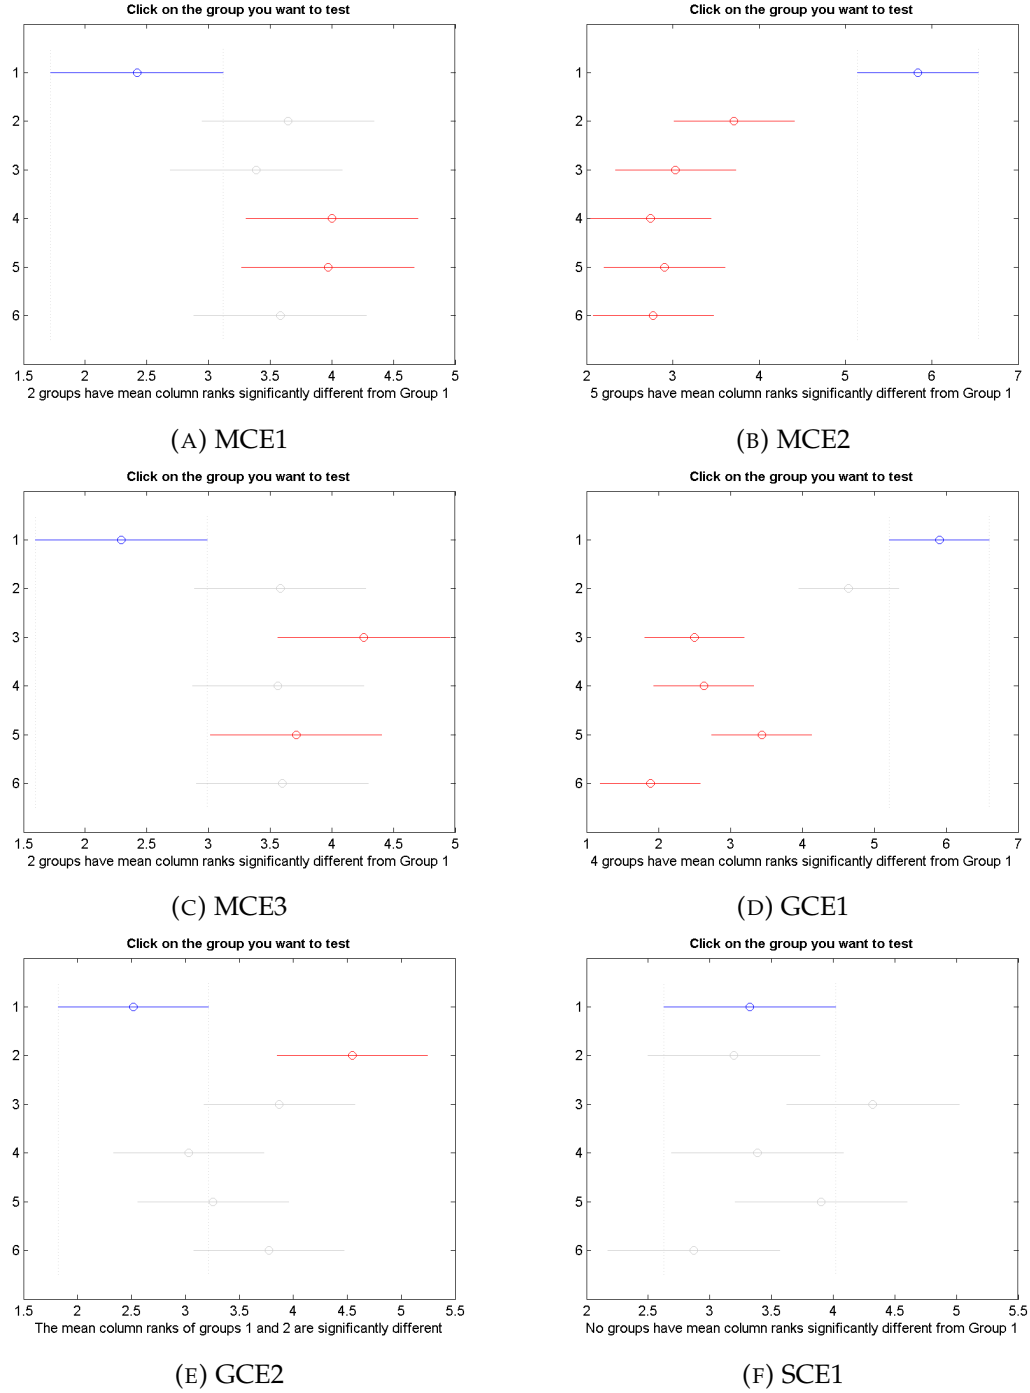 Click on the group you want to test
1
2
3
4
5
6
1.5 2 2.5 3 3.5 4 4.5 5
2 groups have mean column ranks significantly different from Group 1
(A) MCE1
Click on the group you want to test
1
2
3
4
5
6
2 3 4 5 6 7
5 groups have mean column ranks significantly different from Group 1
(B) MCE2
Click on the group you want to test
1
2
3
4
5
6
1.5 2 2.5 3 3.5 4 4.5 5
2 groups have mean column ranks significantly different from Group 1
(C) MCE3
Click on the group you want to test
1
2
3
4
5
6
1 2 3 4 5 6 7
4 groups have mean column ranks significantly different from Group 1
(D) GCE1
Click on the group you want to test
1
2
3
4
5
6
1.5 2 2.5 3 3.5 4 4.5 5 5.5
The mean column ranks of groups 1 and 2 are significantly different
(E) GCE2
Click on the group you want to test
1
2
3
4
5
6
2 2.5 3 3.5 4 4.5 5 5.5
No groups have mean column ranks significantly different from Group 1
(F) SCE1